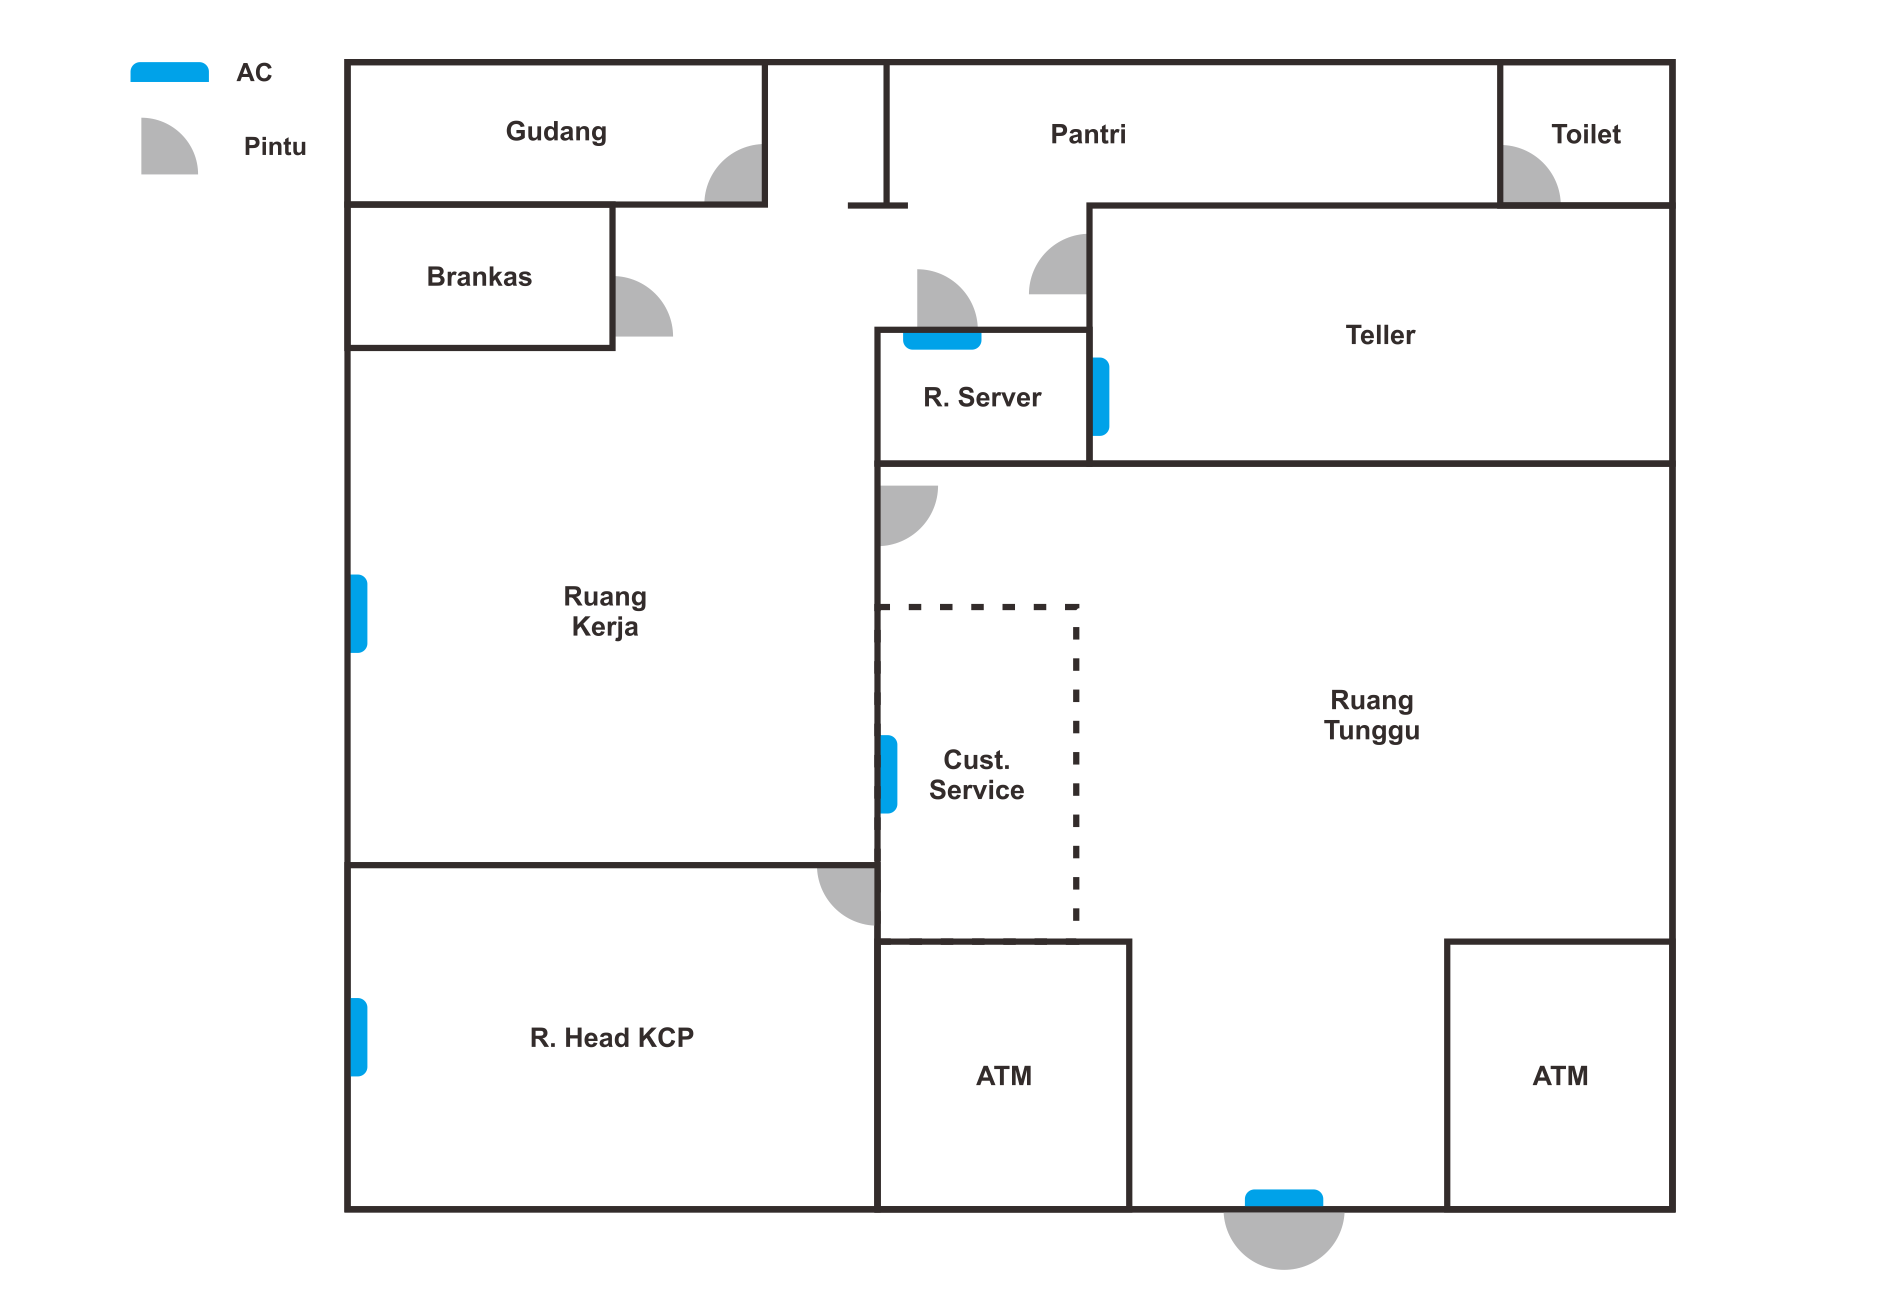 AC
Pintu
Gudang
Pantri
Toilet
Brankas
Teller
R. Server
Ruang
Kerja
Ruang
Tunggu
Cust.
Service
R. Head KCP
ATM
ATM